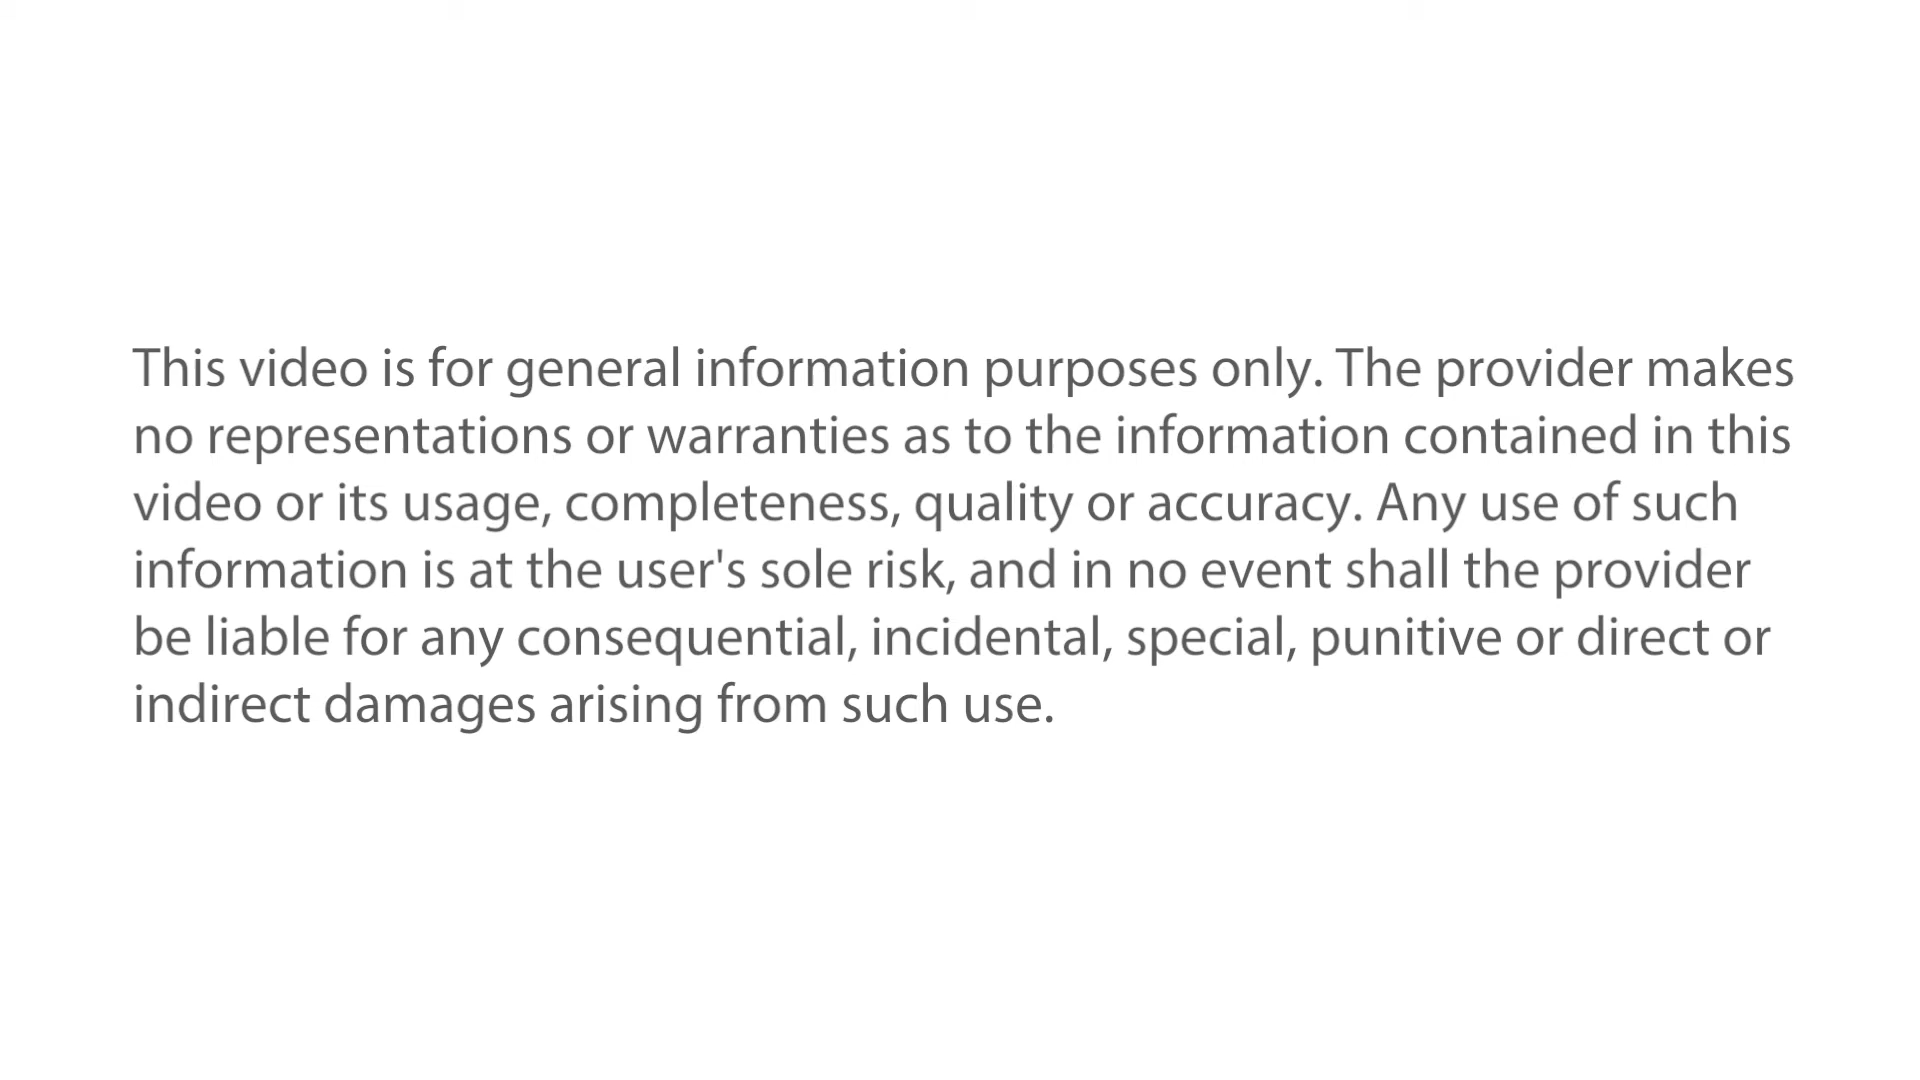 This video is for general information purposes only. The provider makes
no representations or warranties as to the information contained in this
video or its usage, completeness, quality or accuracy. Any use of such
information is at the user's sole risk, and in no event shall the provider
be liable for any consequential, incidental, special, punitive or direct or
indirect damages arising from such use.